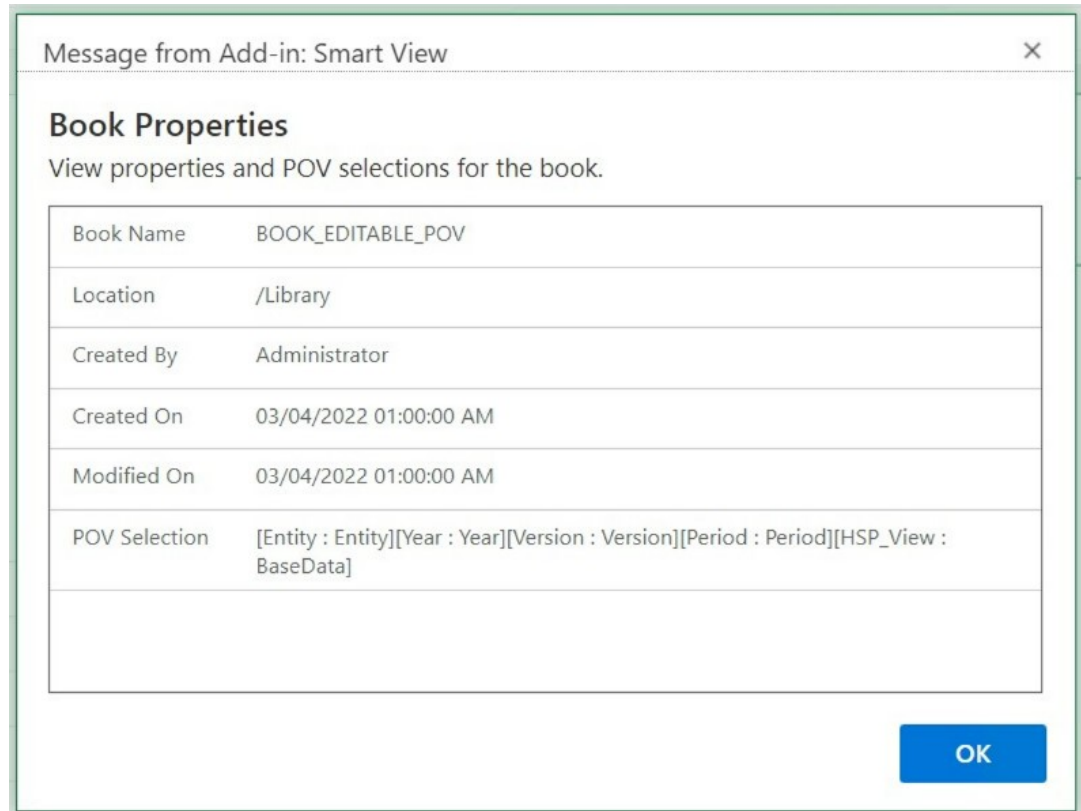 Message from Add-in: Smart View
Book Properties
View properties and POV selections for the book.
Book Name BOOK_EDITABLE_POV
Location /Library
Created By Administrator
Created On 03/04/2022 01:00:00 AM
Modified On 03/04/2022 01:00:00 AM
POV Selection [Entity : Entity][Year : Year][Version : Version][Period : Period][HSP_View :
BaseData]
OK